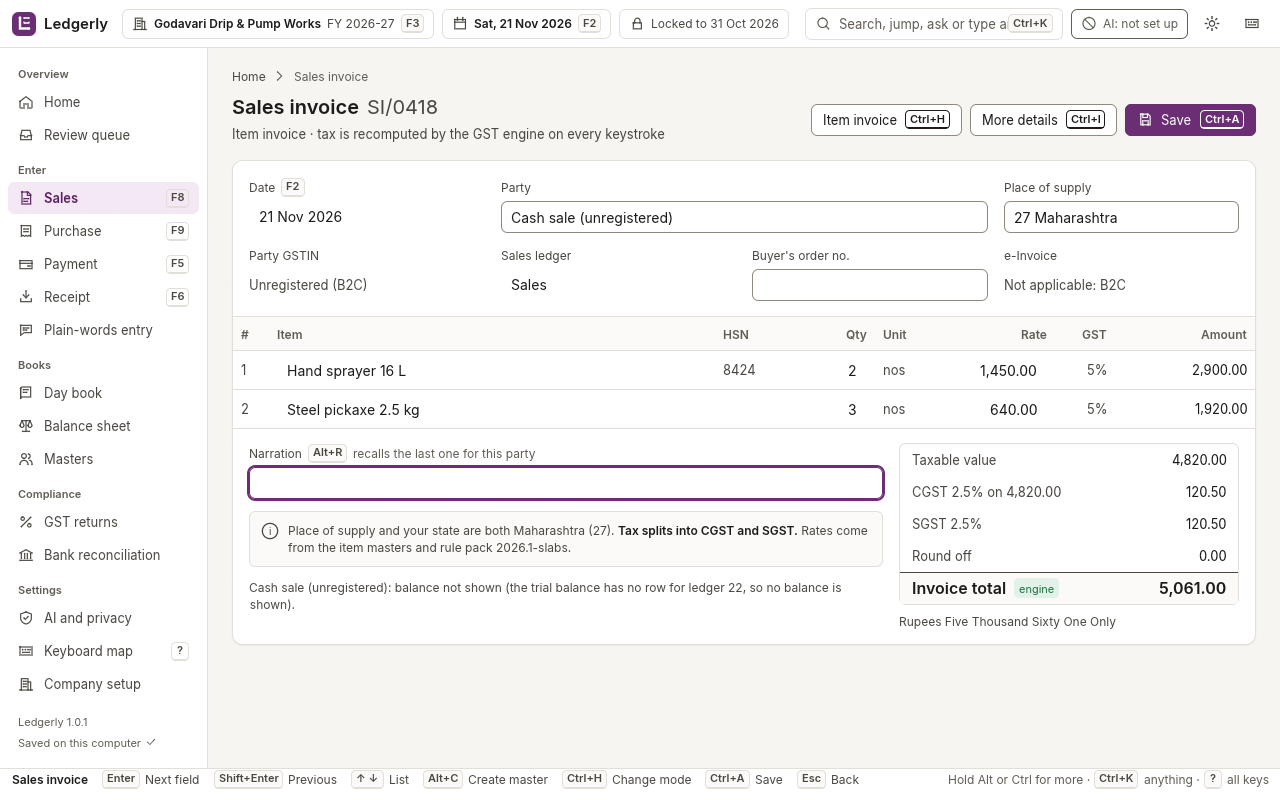 Ledgerly
Godavari Drip & Pump Works FY 2026-27 F3
Sat, 21 Nov 2026 F2
Locked to 31 Oct 2026
Search, jump, ask or type a Ctrl+K
AI: not set up
Overview
Home
Review queue
Enter
Sales F8
Purchase F9
Payment F5
Receipt F6
Plain-words entry
Books
Day book
Balance sheet
Masters
Compliance
GST returns
Bank reconciliation
Settings
AI and privacy
Keyboard map ?
Company setup
Ledgerly 1.0.1
Saved on this computer
Home > Sales invoice
Sales invoice SI/0418
Item invoice · tax is recomputed by the GST engine on every keystroke
Item invoice Ctrl+H
More details Ctrl+I
Save Ctrl+A
Date F2 Party Place of supply
21 Nov 2026 Cash sale (unregistered) 27 Maharashtra
Party GSTIN Sales ledger Buyer's order no. e-Invoice
Unregistered (B2C) Sales Not applicable: B2C
# Item HSN Qty Unit Rate GST Amount
1 Hand sprayer 16 L 8424 2 nos 1,450.00 5% 2,900.00
2 Steel pickaxe 2.5 kg 3 nos 640.00 5% 1,920.00
Narration Alt+R recalls the last one for this party
Place of supply and your state are both Maharashtra (27). Tax splits into CGST and SGST. Rates come
from the item masters and rule pack 2026.1-slabs.
Cash sale (unregistered): balance not shown (the trial balance has no row for ledger 22, so no balance is
shown).
Taxable value 4,820.00
CGST 2.5% on 4,820.00 120.50
SGST 2.5% 120.50
Round off 0.00
Invoice total engine 5,061.00
Rupees Five Thousand Sixty One Only
Sales invoice Enter Next field Shift+Enter Previous ↑ ↓ List Alt+C Create master Ctrl+H Change mode Ctrl+A Save Esc Back Hold Alt or Ctrl for more · Ctrl+K anything · ? all keys